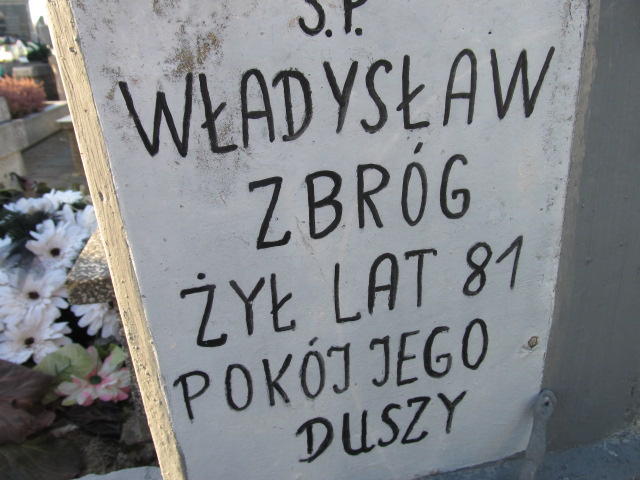 Ś.P.
WŁADYSŁAW
ZBRÓG
ŻYŁ LAT 81
POKÓJ JEGO
DUSZY